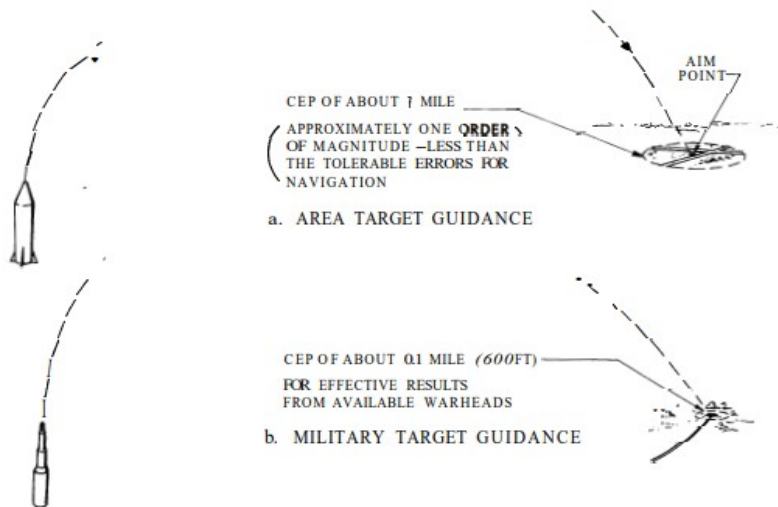 AIM
POINT
CEP OF ABOUT 1 MILE
(APPROXIMATELY ONE ORDER)
OF MAGNITUDE –LESS THAN
THE TOLERABLE ERRORS FOR
NAVIGATION
a. AREA TARGET GUIDANCE
CEP OF ABOUT 0.1 MILE (600FT)
FOR EFFECTIVE RESULTS
FROM AVAILABLE WARHEADS
b. MILITARY TARGET GUIDANCE